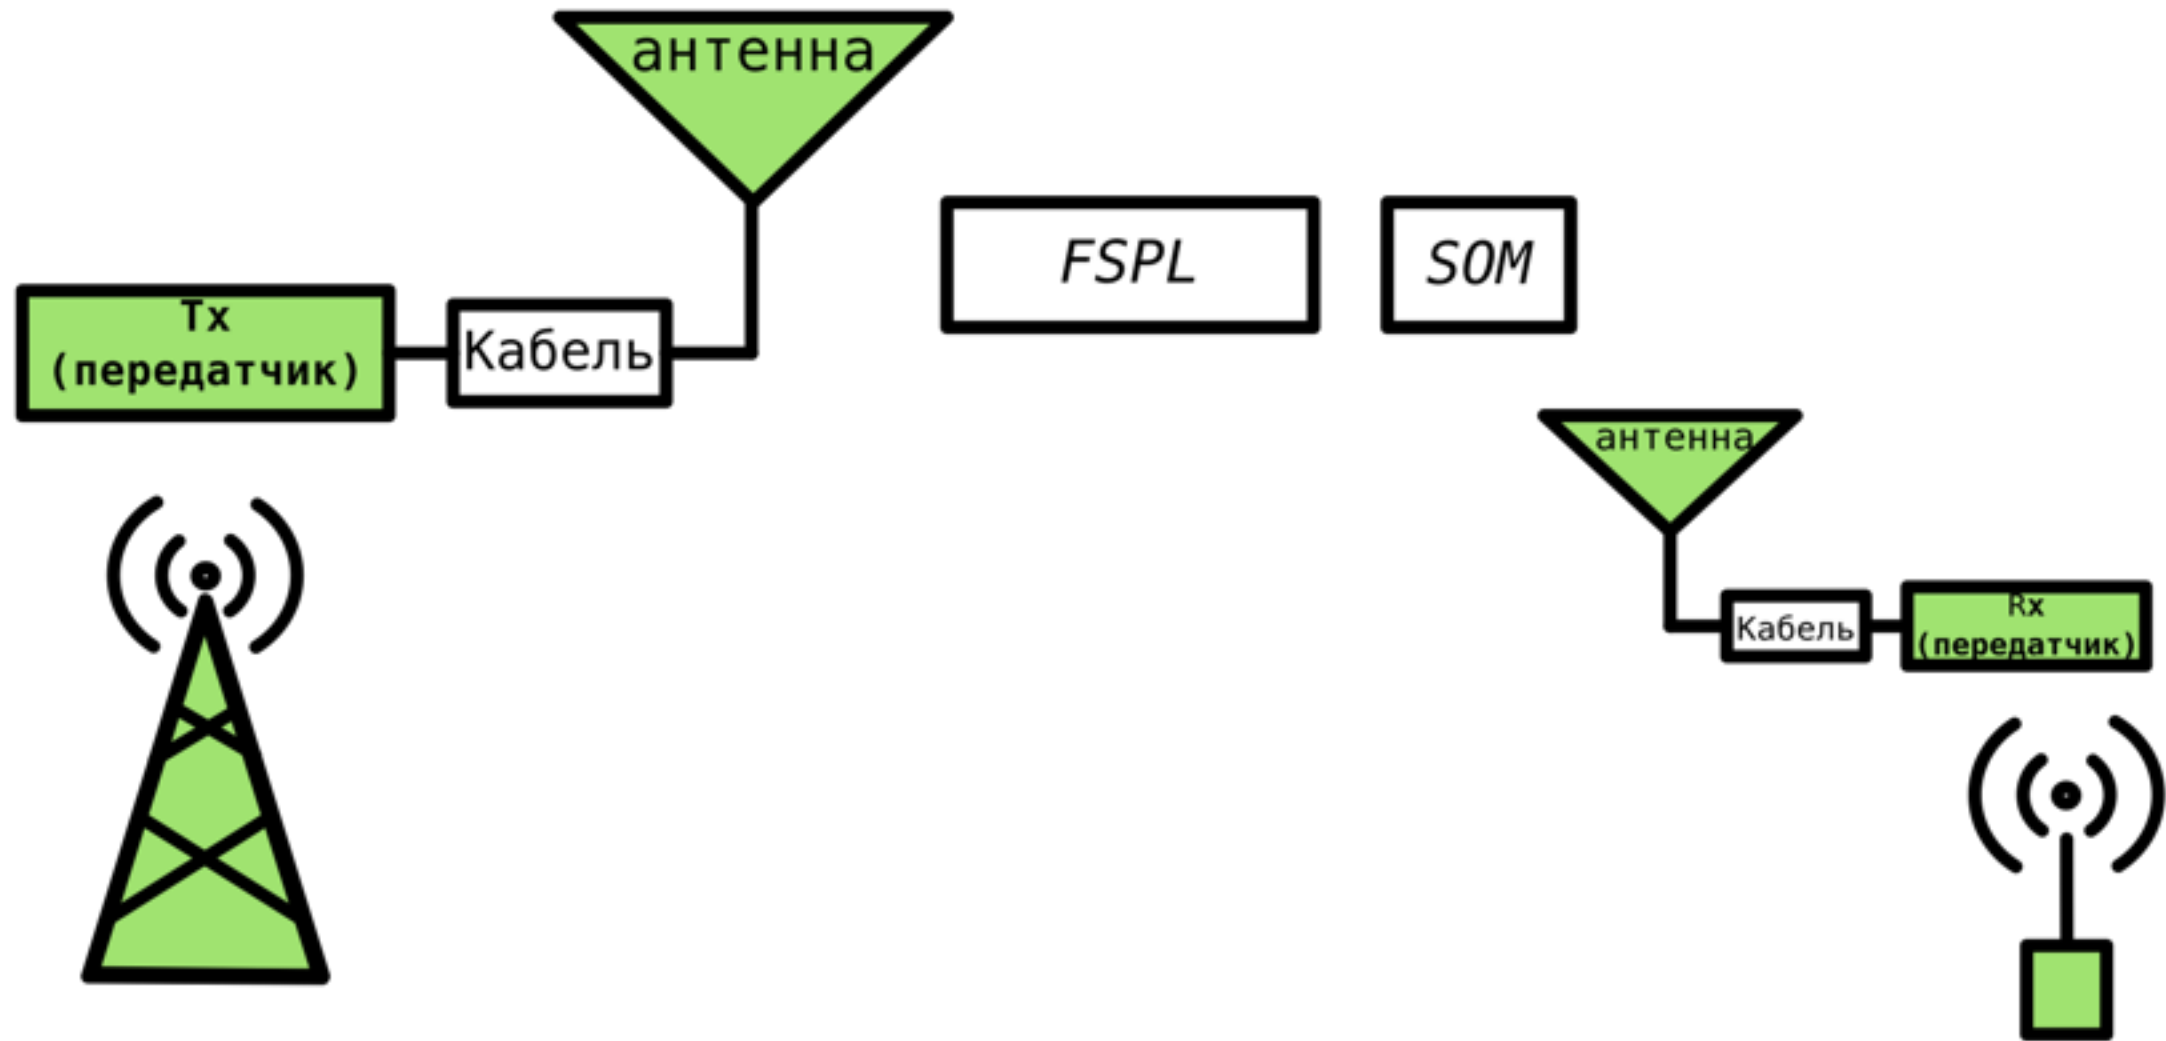 антенна
FSPL
SOM
Tx
(передатчик)
Кабель
антенна
Кабель
Rx
(передатчик)